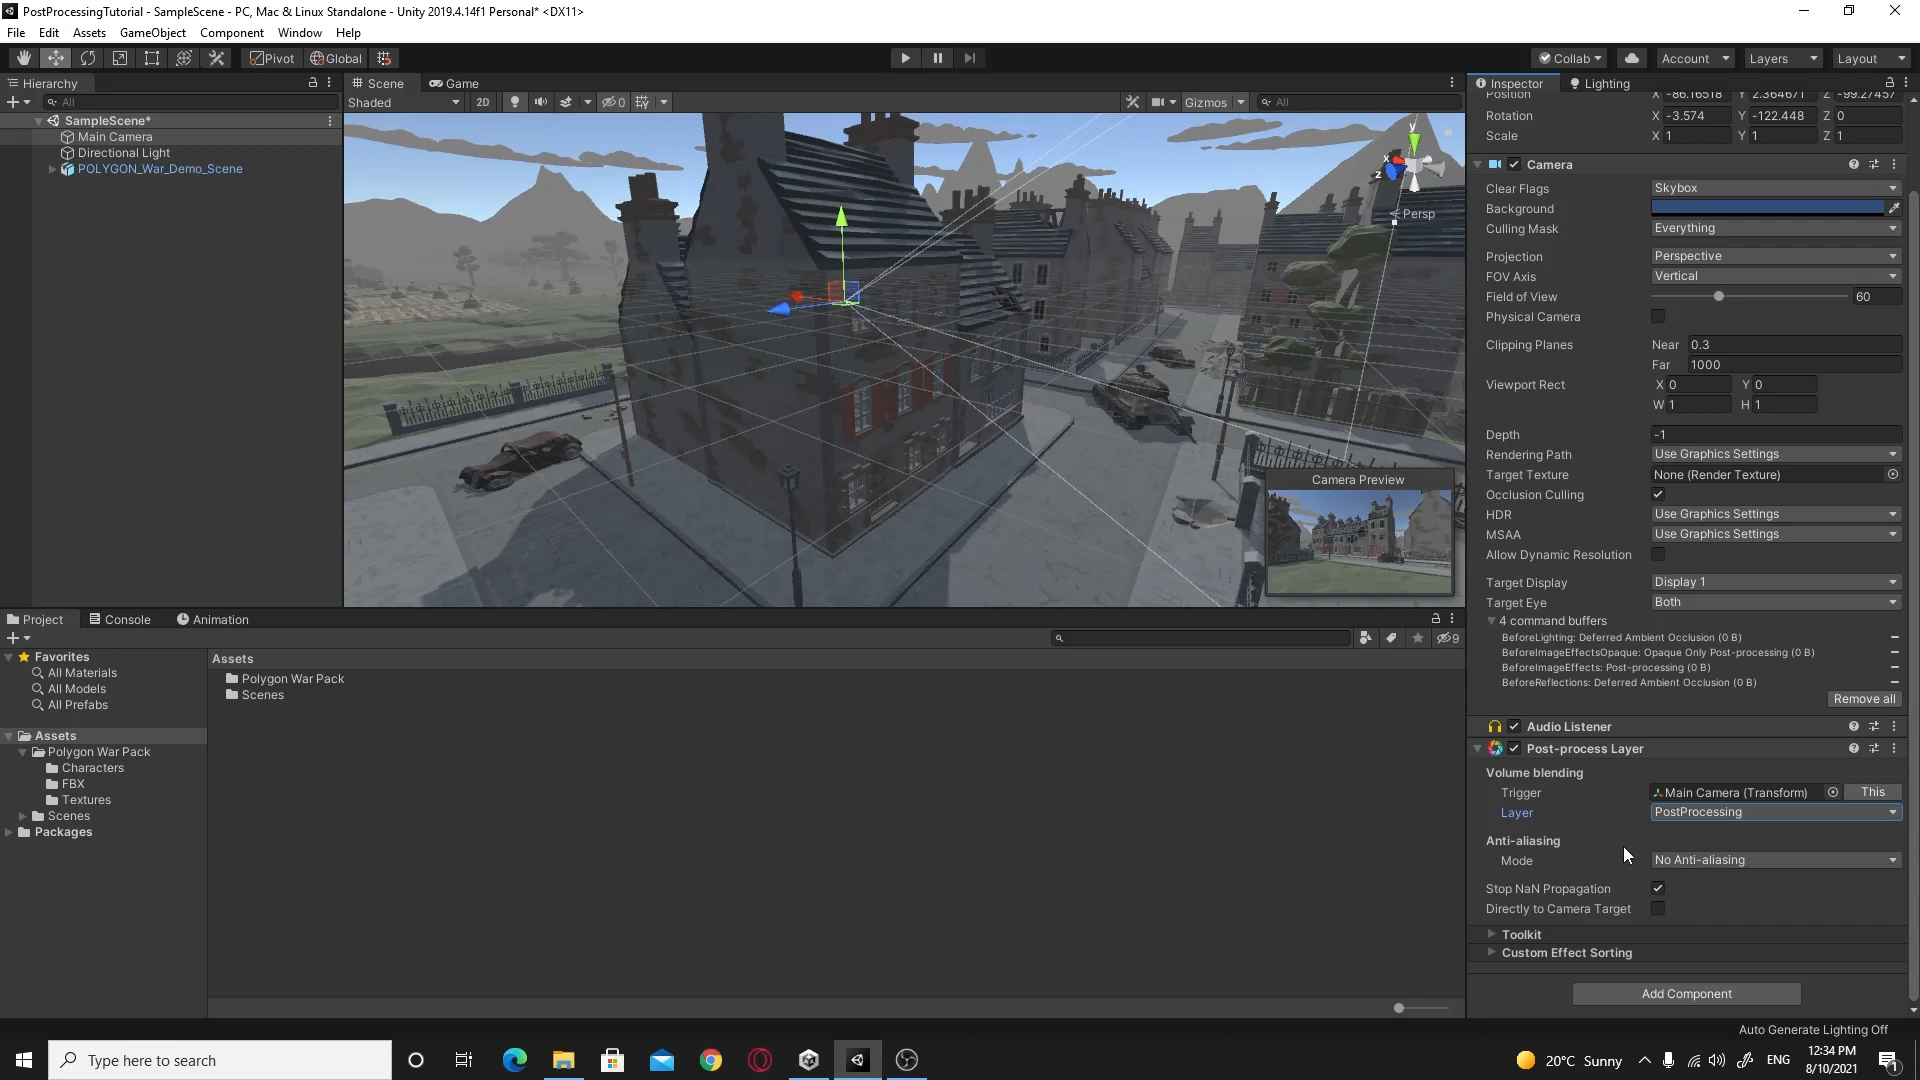 PostProcessingTutorial - SampleScene - PC, Mac & Linux Standalone - Unity 2019.4.14f1 Personal* <DX11>
File Edit Assets GameObject Component Window Help
Pivot Global Collab Account Layers Layout
Hierarchy
All
SampleScene*
Main Camera
Directional Light
POLYGON_War_Demo_Scene
Scene Game
Shaded 2D 0 Gizmos All
y
x
z
Persp
Camera Preview
Inspector Lighting
Position X -86.16518 Y 2.364671 Z -99.27457
Rotation X -3.574 Y -122.448 Z 0
Scale X 1 Y 1 Z 1
Camera
Clear Flags Skybox
Background
Culling Mask Everything
Projection Perspective
FOV Axis Vertical
Field of View 60
Physical Camera
Clipping Planes Near 0.3
Far 1000
Viewport Rect X 0 Y 0
W 1 H 1
Depth -1
Rendering Path Use Graphics Settings
Target Texture None (Render Texture)
Occlusion Culling
HDR Use Graphics Settings
MSAA Use Graphics Settings
Allow Dynamic Resolution
Target Display Display 1
Target Eye Both
4 command buffers
BeforeLighting: Deferred Ambient Occlusion (0 B)
BeforeImageEffectsOpaque: Opaque Only Post-processing (0 B)
BeforeImageEffects: Post-processing (0 B)
BeforeReflections: Deferred Ambient Occlusion (0 B)
Remove all
Audio Listener
Post-process Layer
Volume blending
Trigger Main Camera (Transform) This
Layer PostProcessing
Anti-aliasing
Mode No Anti-aliasing
Stop NaN Propagation
Directly to Camera Target
Toolkit
Custom Effect Sorting
Add Component
Project Console Animation
9
Favorites
All Materials
All Models
All Prefabs
Assets
Polygon War Pack
Characters
FBX
Textures
Scenes
Packages
Assets
Polygon War Pack
Scenes
Auto Generate Lighting Off
Type here to search
20°C Sunny ENG
12:34 PM
8/10/2021
1